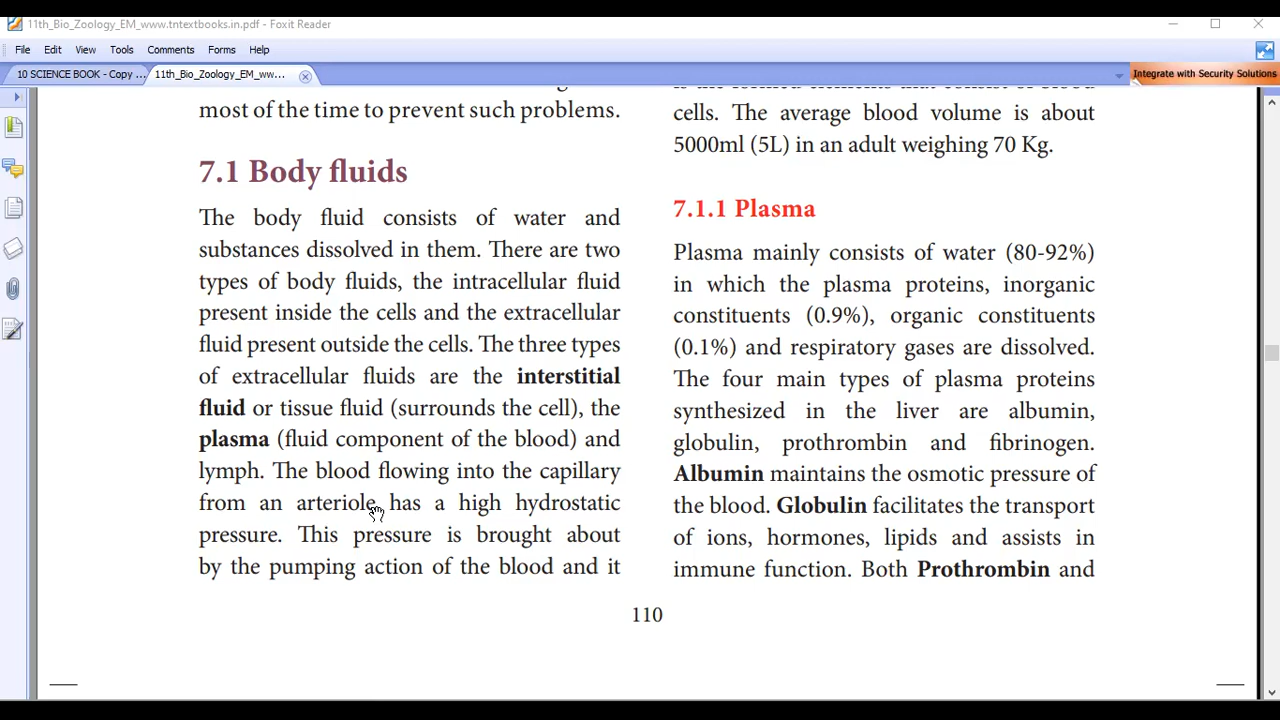 11th_Bio_Zoology_EM_www.tntextbooks.in.pdf - Foxit Reader
File Edit View Tools Comments Forms Help
10 SCIENCE BOOK - Copy ... 11th_Bio_Zoology_EM_ww... Integrate with Security Solutions
most of the time to prevent such problems.
7.1 Body fluids
The body fluid consists of water and
substances dissolved in them. There are two
types of body fluids, the intracellular fluid
present inside the cells and the extracellular
fluid present outside the cells. The three types
of extracellular fluids are the interstitial
fluid or tissue fluid (surrounds the cell), the
plasma (fluid component of the blood) and
lymph. The blood flowing into the capillary
from an arteriole has a high hydrostatic
pressure. This pressure is brought about
by the pumping action of the blood and it
is the formed elements that consist of blood
cells. The average blood volume is about
5000ml (5L) in an adult weighing 70 Kg.
7.1.1 Plasma
Plasma mainly consists of water (80-92%)
in which the plasma proteins, inorganic
constituents (0.9%), organic constituents
(0.1%) and respiratory gases are dissolved.
The four main types of plasma proteins
synthesized in the liver are albumin,
globulin, prothrombin and fibrinogen.
Albumin maintains the osmotic pressure of
the blood. Globulin facilitates the transport
of ions, hormones, lipids and assists in
immune function. Both Prothrombin and
110